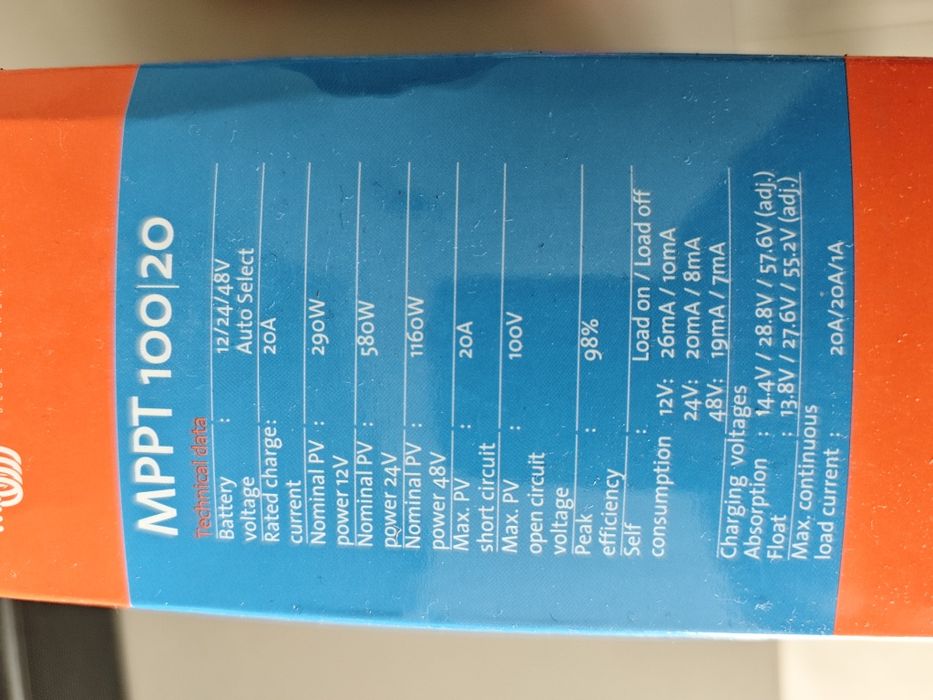 MPPT 100|20
Technical data
Battery : 12/24/48V
voltage Auto Select
Rated charge: 20A
current
Nominal PV : 290W
power 12V
Nominal PV : 580W
power 24V
Nominal PV : 1160W
power 48V
Max. PV : 20A
short circuit
Max. PV : 100V
open circuit
voltage
Peak : 98%
efficiency
Self : Load on / Load off
consumption 12V: 26mA / 10mA
24V: 20mA / 8mA
48V: 19mA / 7mA
Charging voltages
Absorption : 14.4V / 28.8V / 57.6V (adj.)
Float : 13.8V / 27.6V / 55.2V (adj.)
Max. continuous
load current : 20A/20A/1A